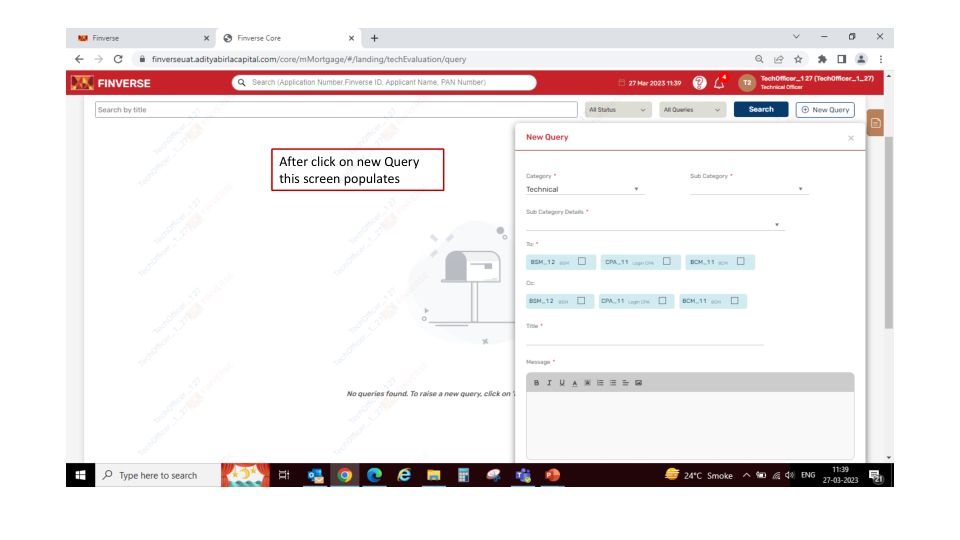 Finverse
Finverse Core
finverseuat.adityabirlacapital.com/core/mMortgage/#/landing/techEvaluation/query
FINVERSE
Search (Application Number,Finverse ID, Applicant Name, PAN Number)
27 Mar 2023 11:39
4
T2
TechOfficer_127 (TechOfficer_1_27)
Technical Officer
Search by title
All Status
All Queries
Search
New Query
New Query
After click on new Query
this screen populates
Category *
Sub Category *
Technical
Sub Category Details *
To: *
BSM_12 BSM
CPA_11 Login CPA
BCM_11 BCM
Cc:
BSM_12 BSM
CPA_11 Login CPA
BCM_11 BCM
Title *
Message *
B I U A
No queries found. To raise a new query, click on '
Type here to search
24°C Smoke
ENG
11:39
27-03-2023
21